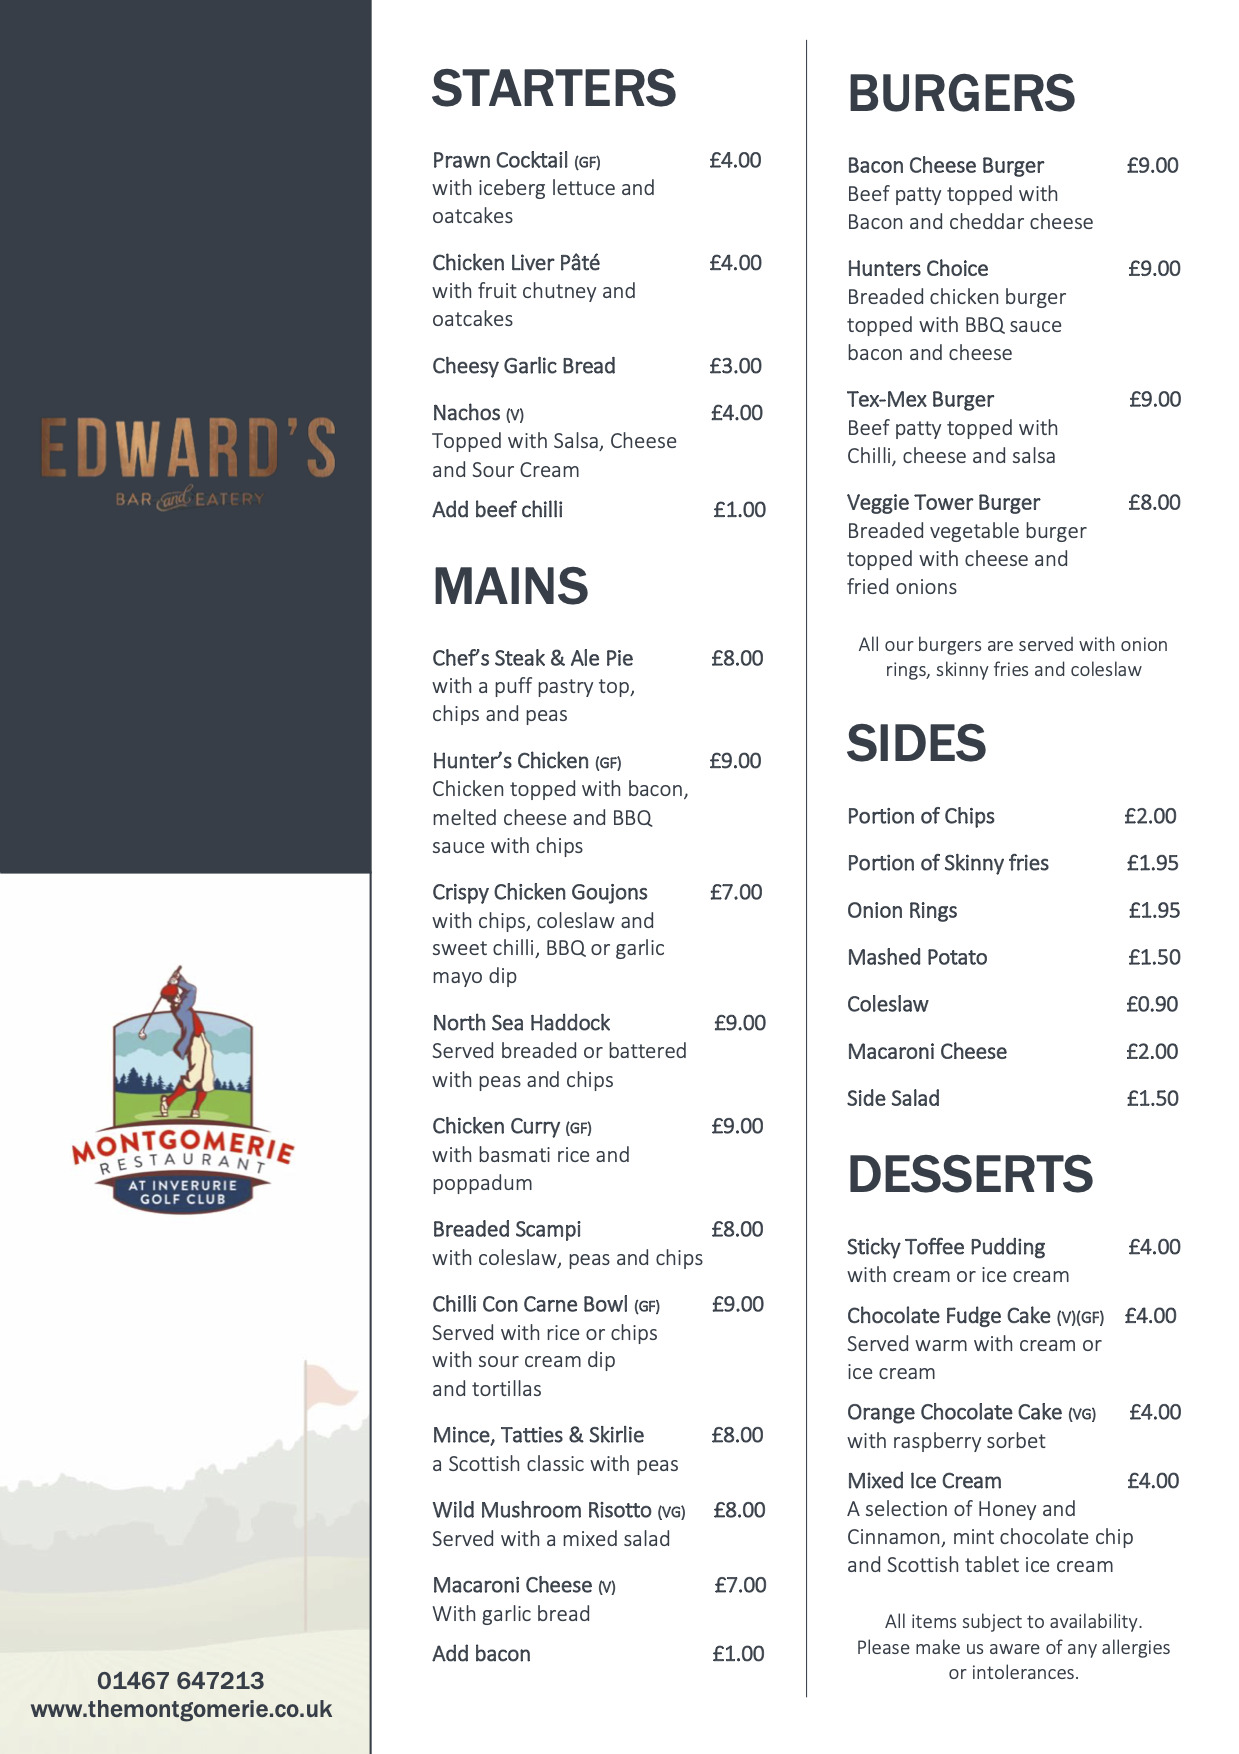 EDWARD'S
BAR and EATERY
MONTGOMERIE
RESTAURANT
AT INVERURIE
GOLF CLUB
01467 647213
www.themontgomerie.co.uk
STARTERS
Prawn Cocktail (GF) £4.00
with iceberg lettuce and
oatcakes
Chicken Liver Pâté £4.00
with fruit chutney and
oatcakes
Cheesy Garlic Bread £3.00
Nachos (V) £4.00
Topped with Salsa, Cheese
and Sour Cream
Add beef chilli £1.00
MAINS
Chef's Steak & Ale Pie £8.00
with a puff pastry top,
chips and peas
Hunter's Chicken (GF) £9.00
Chicken topped with bacon,
melted cheese and BBQ
sauce with chips
Crispy Chicken Goujons £7.00
with chips, coleslaw and
sweet chilli, BBQ or garlic
mayo dip
North Sea Haddock £9.00
Served breaded or battered
with peas and chips
Chicken Curry (GF) £9.00
with basmati rice and
poppadum
Breaded Scampi £8.00
with coleslaw, peas and chips
Chilli Con Carne Bowl (GF) £9.00
Served with rice or chips
with sour cream dip
and tortillas
Mince, Tatties & Skirlie £8.00
a Scottish classic with peas
Wild Mushroom Risotto (VG) £8.00
Served with a mixed salad
Macaroni Cheese (V) £7.00
With garlic bread
Add bacon £1.00
BURGERS
Bacon Cheese Burger £9.00
Beef patty topped with
Bacon and cheddar cheese
Hunters Choice £9.00
Breaded chicken burger
topped with BBQ sauce
bacon and cheese
Tex-Mex Burger £9.00
Beef patty topped with
Chilli, cheese and salsa
Veggie Tower Burger £8.00
Breaded vegetable burger
topped with cheese and
fried onions
All our burgers are served with onion
rings, skinny fries and coleslaw
SIDES
Portion of Chips £2.00
Portion of Skinny fries £1.95
Onion Rings £1.95
Mashed Potato £1.50
Coleslaw £0.90
Macaroni Cheese £2.00
Side Salad £1.50
DESSERTS
Sticky Toffee Pudding £4.00
with cream or ice cream
Chocolate Fudge Cake (V)(GF) £4.00
Served warm with cream or
ice cream
Orange Chocolate Cake (VG) £4.00
with raspberry sorbet
Mixed Ice Cream £4.00
A selection of Honey and
Cinnamon, mint chocolate chip
and Scottish tablet ice cream
All items subject to availability.
Please make us aware of any allergies
or intolerances.